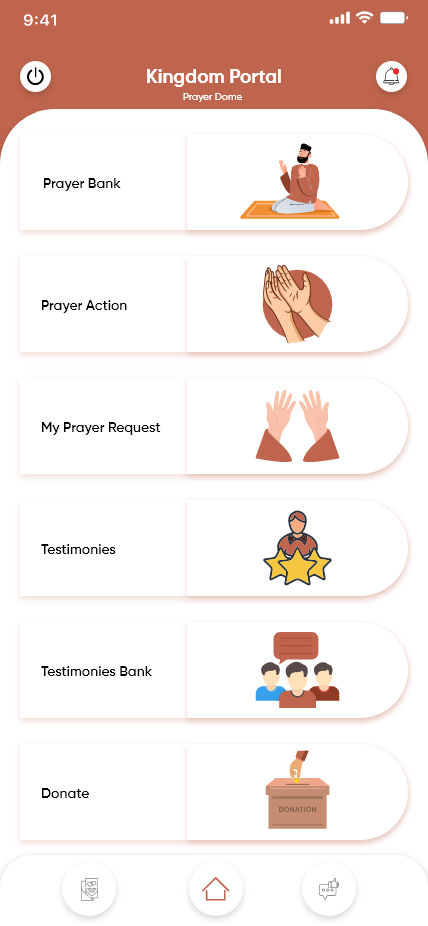 9:41
Kingdom Portal
Prayer Dome
Prayer Bank
Prayer Action
My Prayer Request
Testimonies
Testimonies Bank
Donate
DONATION